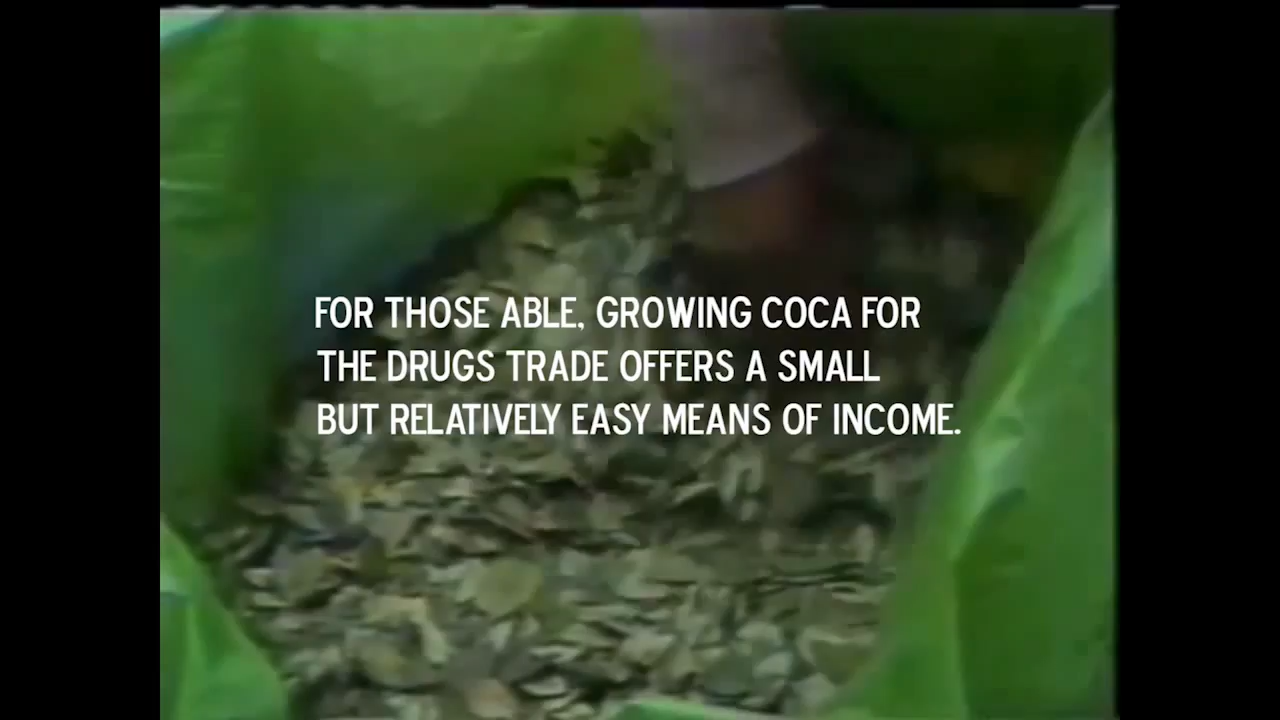 FOR THOSE ABLE, GROWING COCA FOR
THE DRUGS TRADE OFFERS A SMALL
BUT RELATIVELY EASY MEANS OF INCOME.